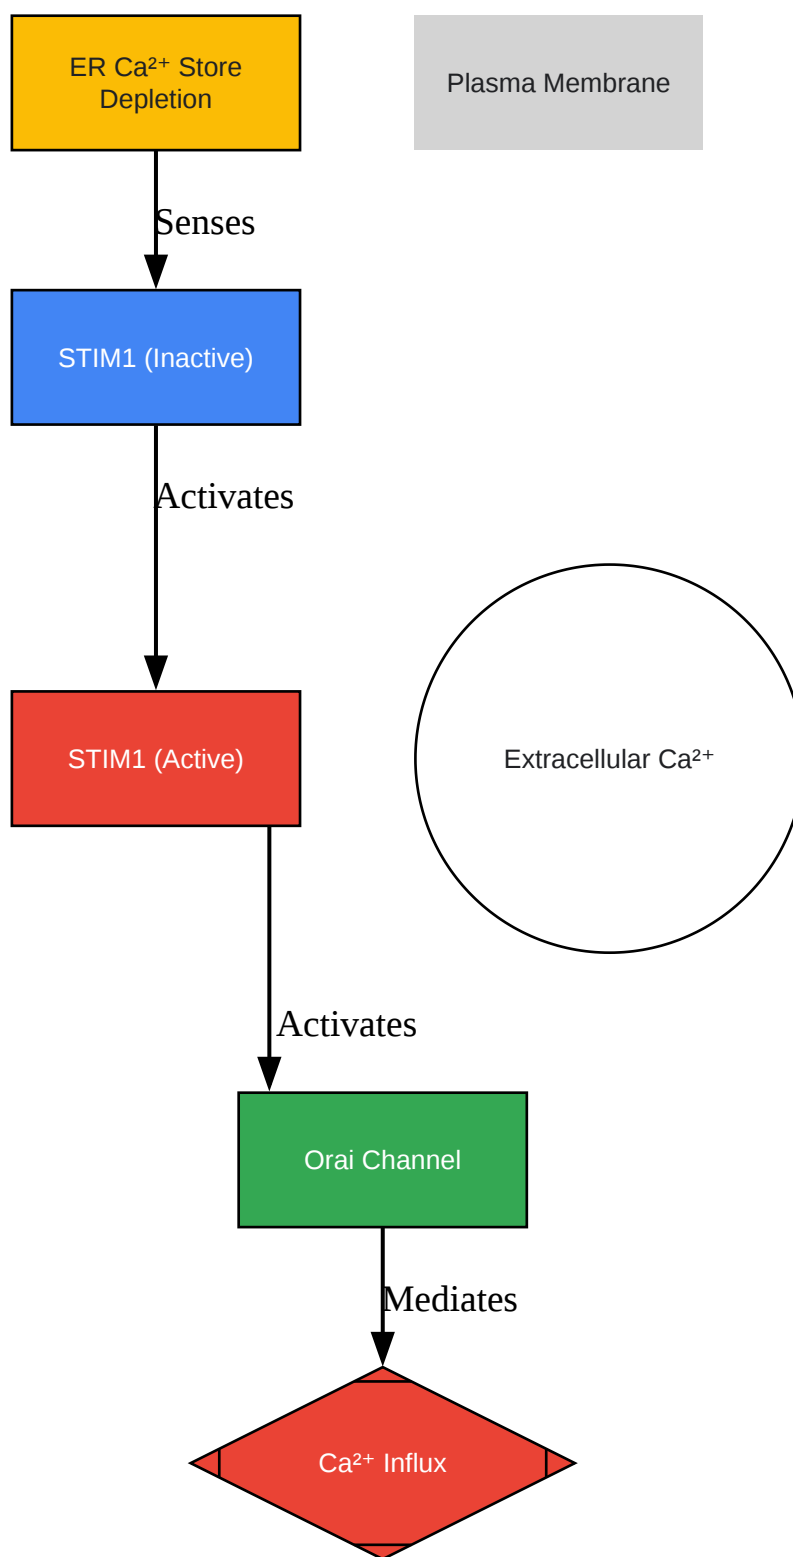 ER Ca²⁺ Store
Depletion
Plasma Membrane
Senses
STIM1 (Inactive)
Activates
STIM1 (Active)
Extracellular Ca²⁺
Activates
Orai Channel
Mediates
Ca²⁺ Influx